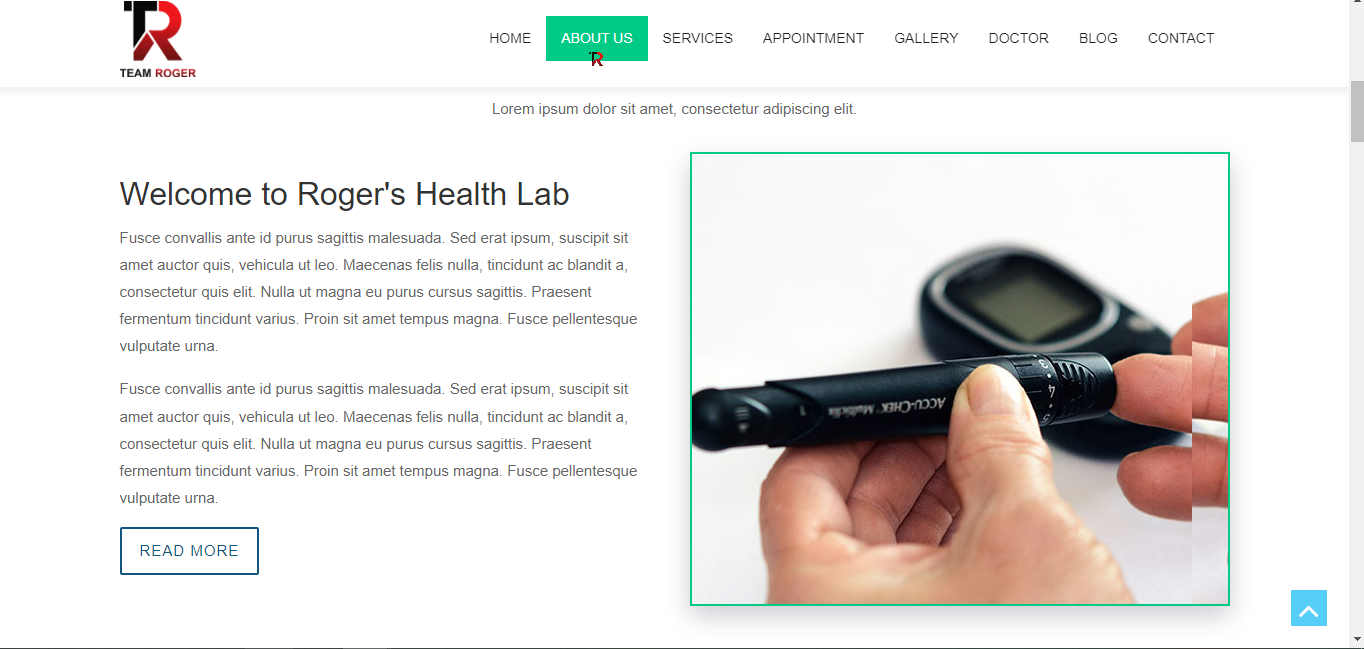 TR
TEAM ROGER
HOME ABOUT US SERVICES APPOINTMENT GALLERY DOCTOR BLOG CONTACT
TR
Lorem ipsum dolor sit amet, consectetur adipiscing elit.
Welcome to Roger's Health Lab
Fusce convallis ante id purus sagittis malesuada. Sed erat ipsum, suscipit sit
amet auctor quis, vehicula ut leo. Maecenas felis nulla, tincidunt ac blandit a,
consectetur quis elit. Nulla ut magna eu purus cursus sagittis. Praesent
fermentum tincidunt varius. Proin sit amet tempus magna. Fusce pellentesque
vulputate urna.
Fusce convallis ante id purus sagittis malesuada. Sed erat ipsum, suscipit sit
amet auctor quis, vehicula ut leo. Maecenas felis nulla, tincidunt ac blandit a,
consectetur quis elit. Nulla ut magna eu purus cursus sagittis. Praesent
fermentum tincidunt varius. Proin sit amet tempus magna. Fusce pellentesque
vulputate urna.
READ MORE
ACCU-CHEK Multiclix
3
4
5